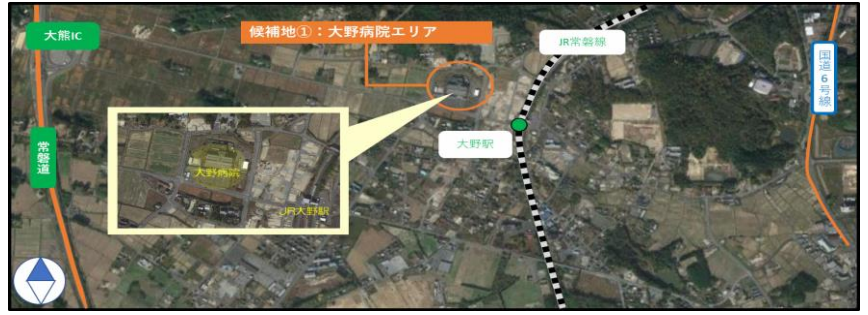 大熊IC
候補地①：大野病院エリア
JR常磐線
国道6号線
大野駅
常磐道
大野病院
JR大野駅